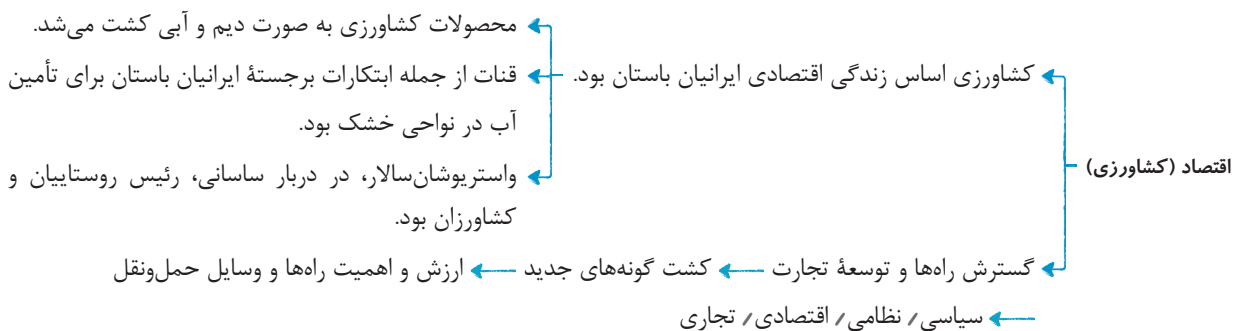 اقتصاد (کشاورزی)
کشاورزی اساس زندگی اقتصادی ایرانیان باستان بود.
محصولات کشاورزی به صورت دیم و آبی کشت می‌شد.
قنات از جمله ابتکارات برجستهٔ ایرانیان باستان برای تأمین
آب در نواحی خشک بود.
واستریوشان‌سالار، در دربار ساسانی، رئیس روستاییان و
کشاورزان بود.
گسترش راه‌ها و توسعهٔ تجارت ← کشت گونه‌های جدید ← ارزش و اهمیت راه‌ها و وسایل حمل‌ونقل
← سیاسی / نظامی / اقتصادی / تجاری